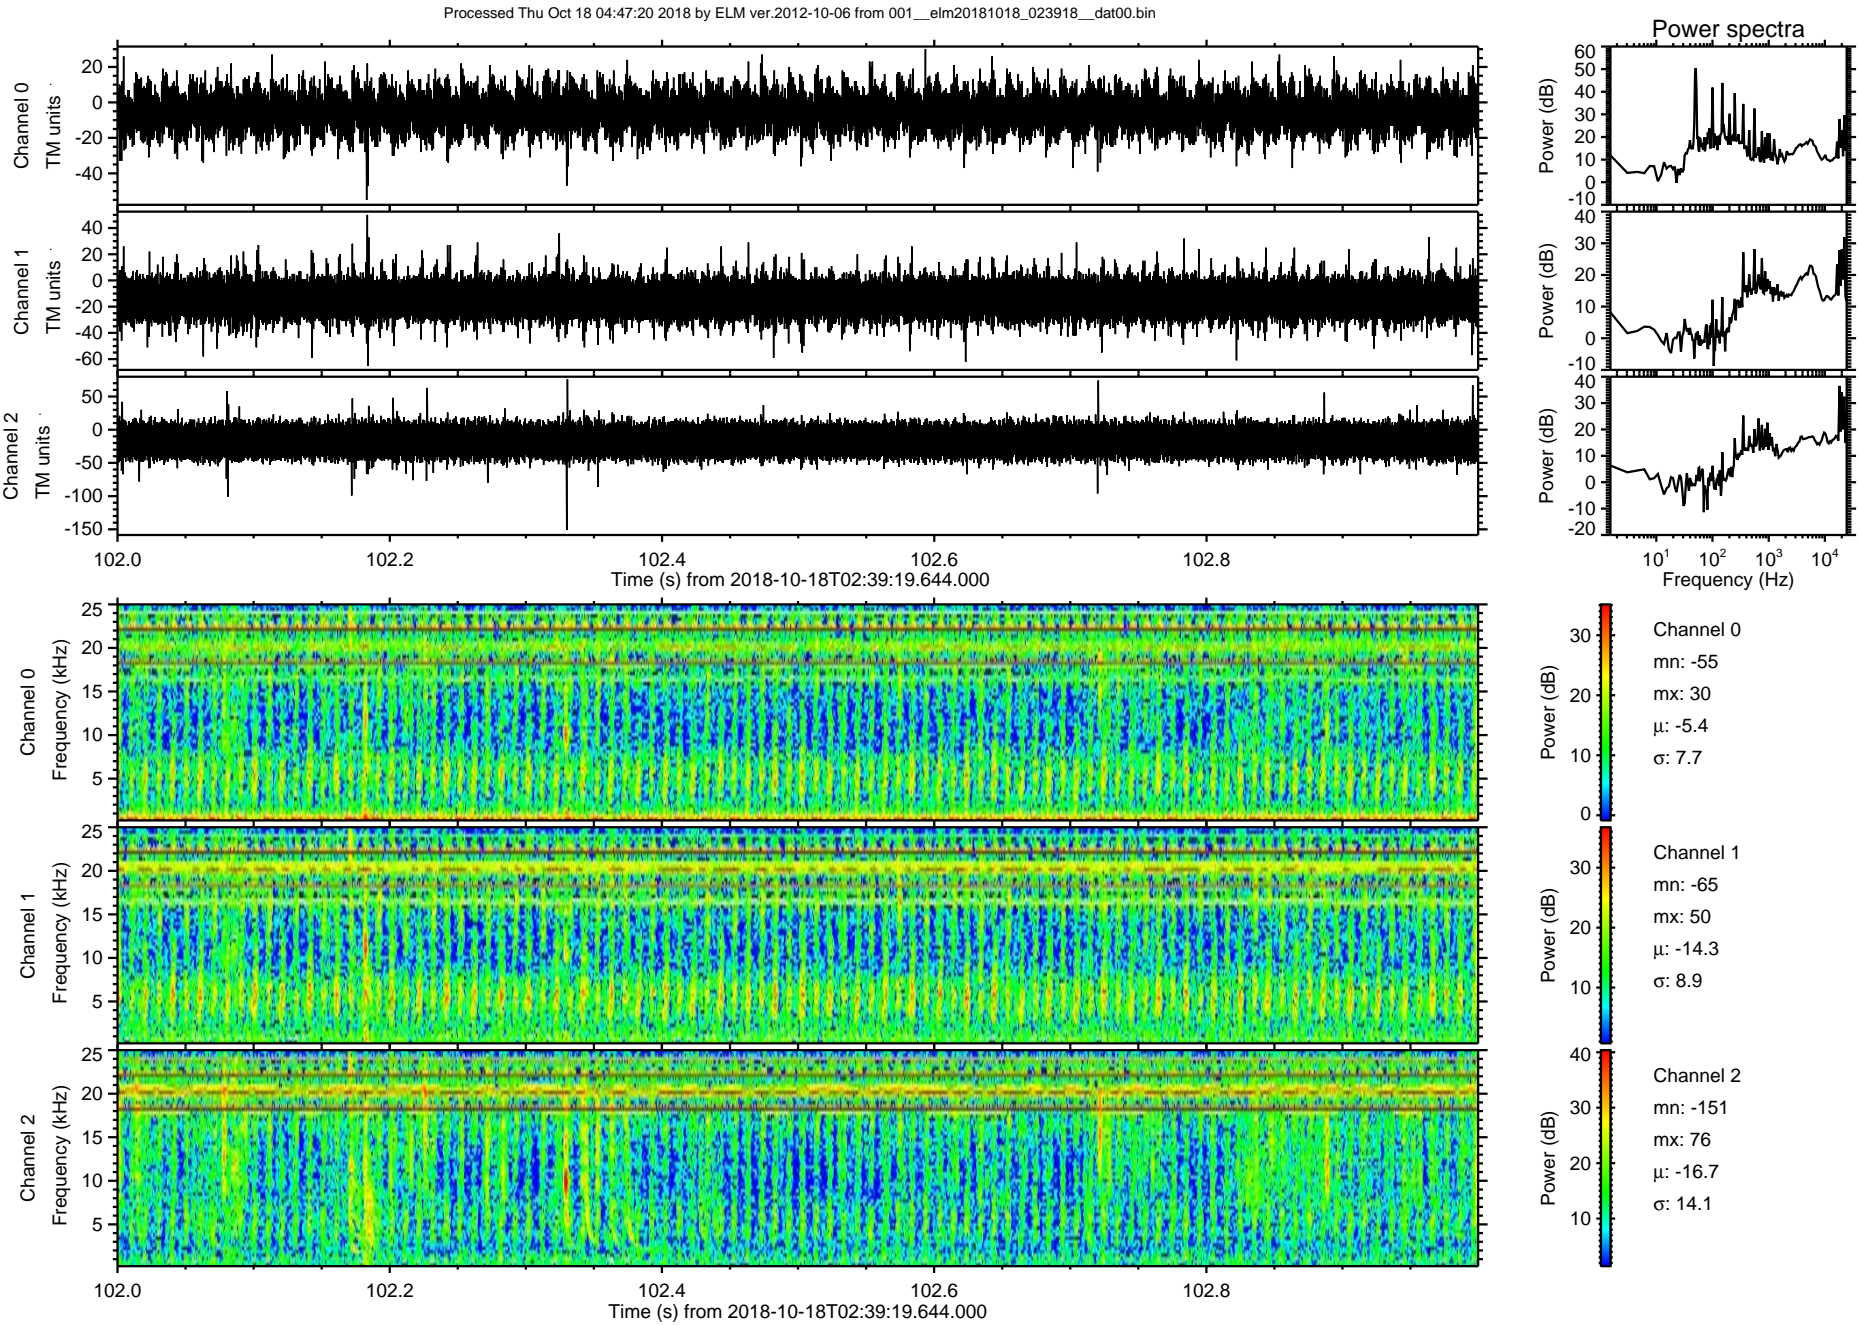 Processed Thu Oct 18 04:47:20 2018 by ELM ver.2012-10-06 from 001__elm20181018_023918__dat00.bin
Power spectra
Channel 0
TM units
20
0
-20
-40
Power (dB)
60
50
40
30
20
10
0
-10
Channel 1
TM units
40
20
0
-20
-40
-60
Power (dB)
40
30
20
10
0
-10
Channel 2
TM units
50
0
-50
-100
-150
Power (dB)
40
30
20
10
0
-10
-20
102.0 102.2 102.4 102.6 102.8
Time (s) from 2018-10-18T02:39:19.644.000
10¹ 10² 10³ 10⁴
Frequency (Hz)
Channel 0
Frequency (kHz)
25
20
15
10
5
Power (dB)
30
20
10
0
Channel 0
mn: -55
mx: 30
μ: -5.4
σ: 7.7
Channel 1
Frequency (kHz)
25
20
15
10
5
Power (dB)
30
20
10
Channel 1
mn: -65
mx: 50
μ: -14.3
σ: 8.9
Channel 2
Frequency (kHz)
25
20
15
10
5
Power (dB)
40
30
20
10
Channel 2
mn: -151
mx: 76
μ: -16.7
σ: 14.1
102.0 102.2 102.4 102.6 102.8
Time (s) from 2018-10-18T02:39:19.644.000